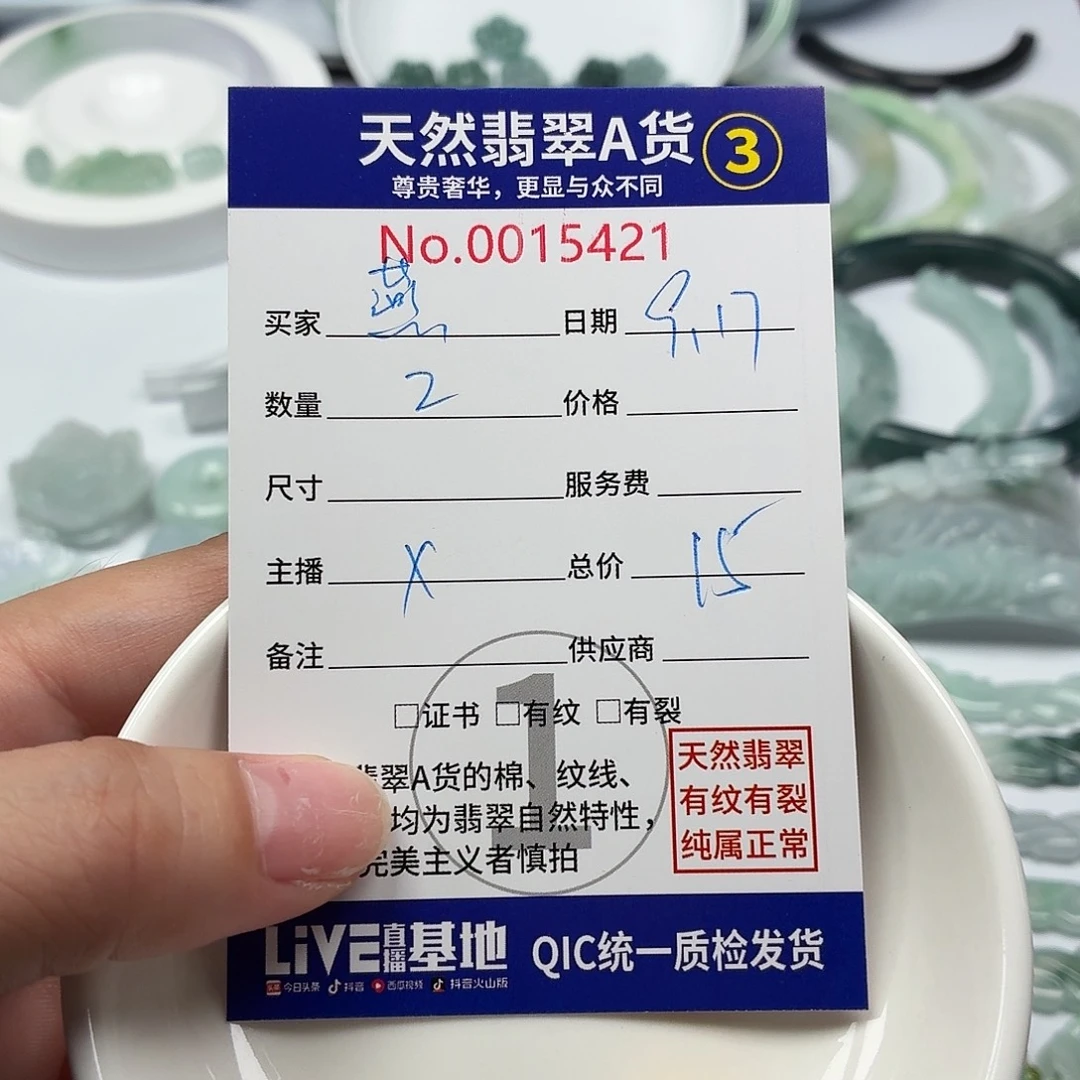 天然翡翠A货 3
尊贵奢华，更显与众不同
No.0015421
买家 燕 日期 9.17
数量 2 价格
尺寸 服务费
主播 X 总价 15
备注 供应商
□证书 □有纹 □有裂
1
翡翠A货的棉、纹线、
均为翡翠自然特性，
完美主义者慎拍
天然翡翠
有纹有裂
纯属正常
LiVE直播基地 QIC统一质检发货
头条 今日头条 抖音 西瓜视频 抖音火山版